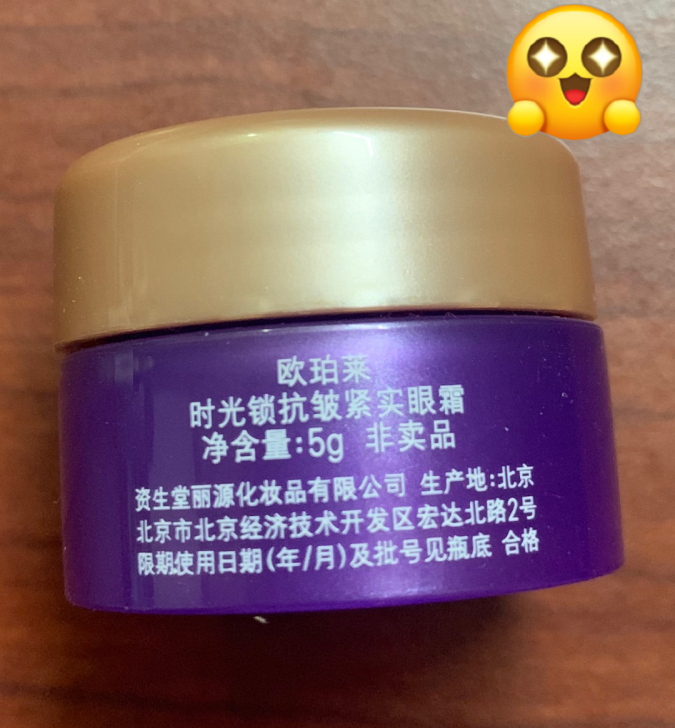 欧珀莱
时光锁抗皱紧实眼霜
净含量:5g 非卖品
资生堂丽源化妆品有限公司 生产地:北京
北京市北京经济技术开发区宏达北路2号
限期使用日期(年/月)及批号见瓶底 合格